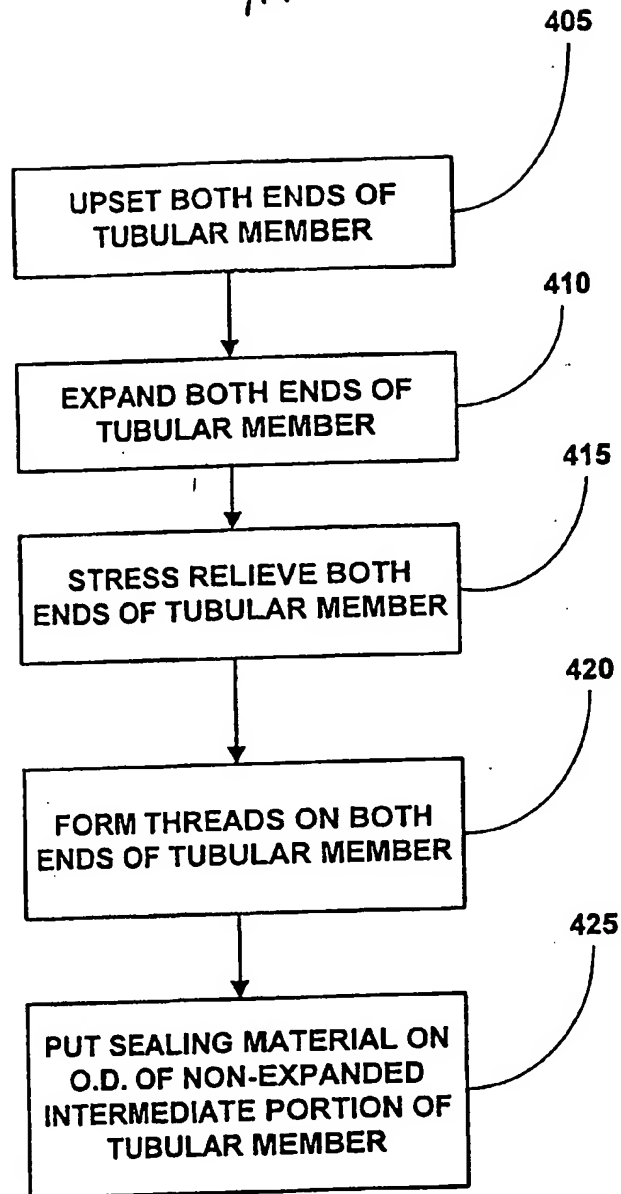 405
UPSET BOTH ENDS OF
TUBULAR MEMBER
410
EXPAND BOTH ENDS OF
TUBULAR MEMBER
415
STRESS RELIEVE BOTH
ENDS OF TUBULAR MEMBER
420
FORM THREADS ON BOTH
ENDS OF TUBULAR MEMBER
425
PUT SEALING MATERIAL ON
O.D. OF NON-EXPANDED
INTERMEDIATE PORTION OF
TUBULAR MEMBER